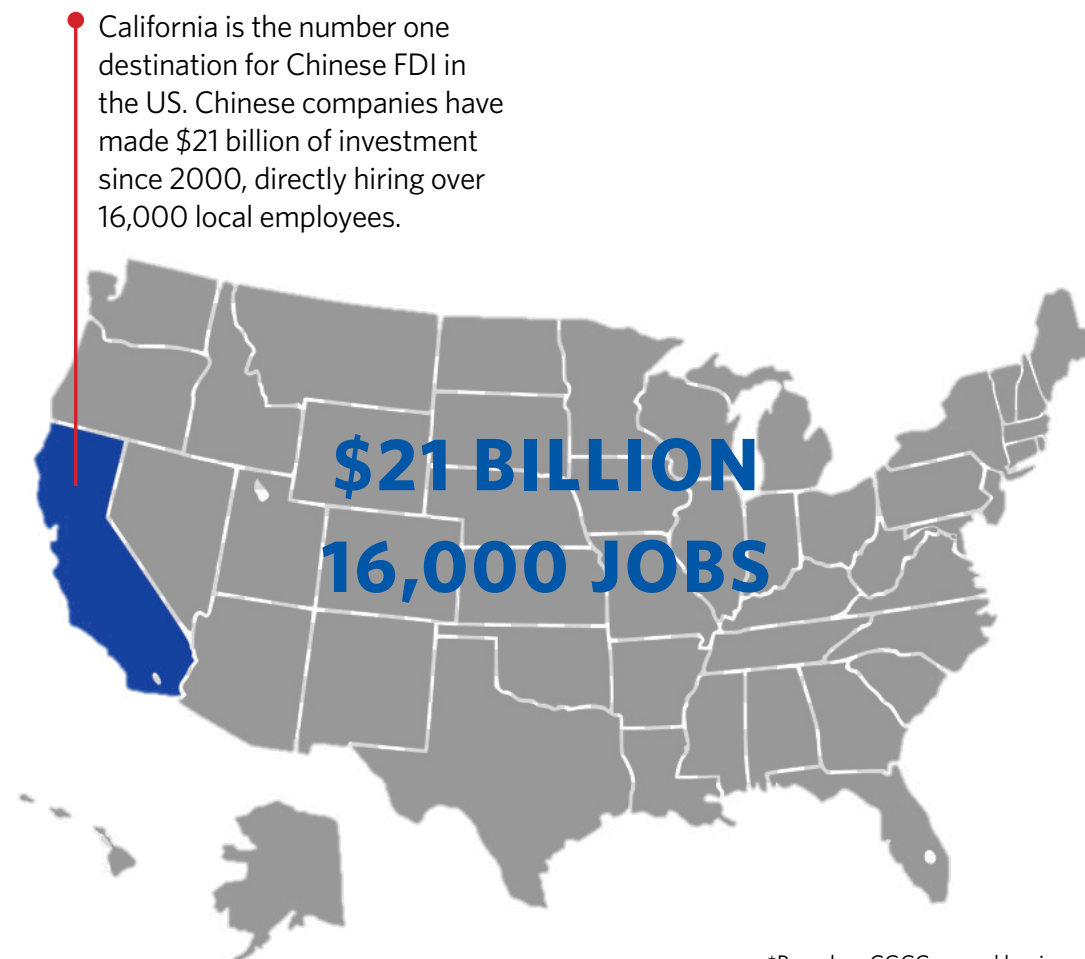 California is the number one
destination for Chinese FDI in
the US. Chinese companies have
made $21 billion of investment
since 2000, directly hiring over
16,000 local employees.
$21 BILLION
16,000 JOBS